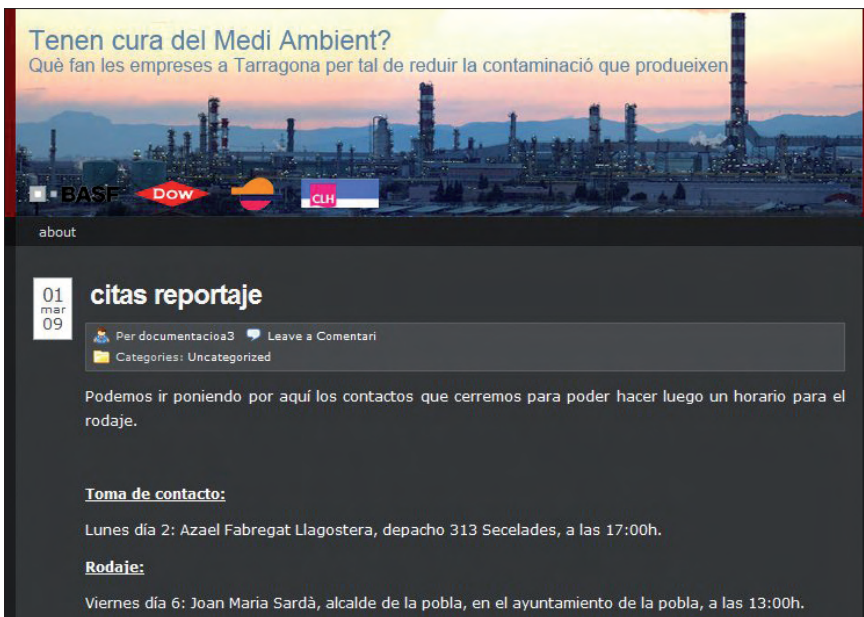 Tenen cura del Medi Ambient?
Què fan les empreses a Tarragona per tal de reduir la contaminació que produeixen
BASF Dow CLH
about
01
mar
09
citas reportaje
Per documentacioa3 Leave a Comentari
Categories: Uncategorized
Podemos ir poniendo por aquí los contactos que cerremos para poder hacer luego un horario para el
rodaje.
Toma de contacto:
Lunes día 2: Azael Fabregat Llagostera, depacho 313 Secelades, a las 17:00h.
Rodaje:
Viernes día 6: Joan Maria Sardà, alcalde de la pobla, en el ayuntamiento de la pobla, a las 13:00h.